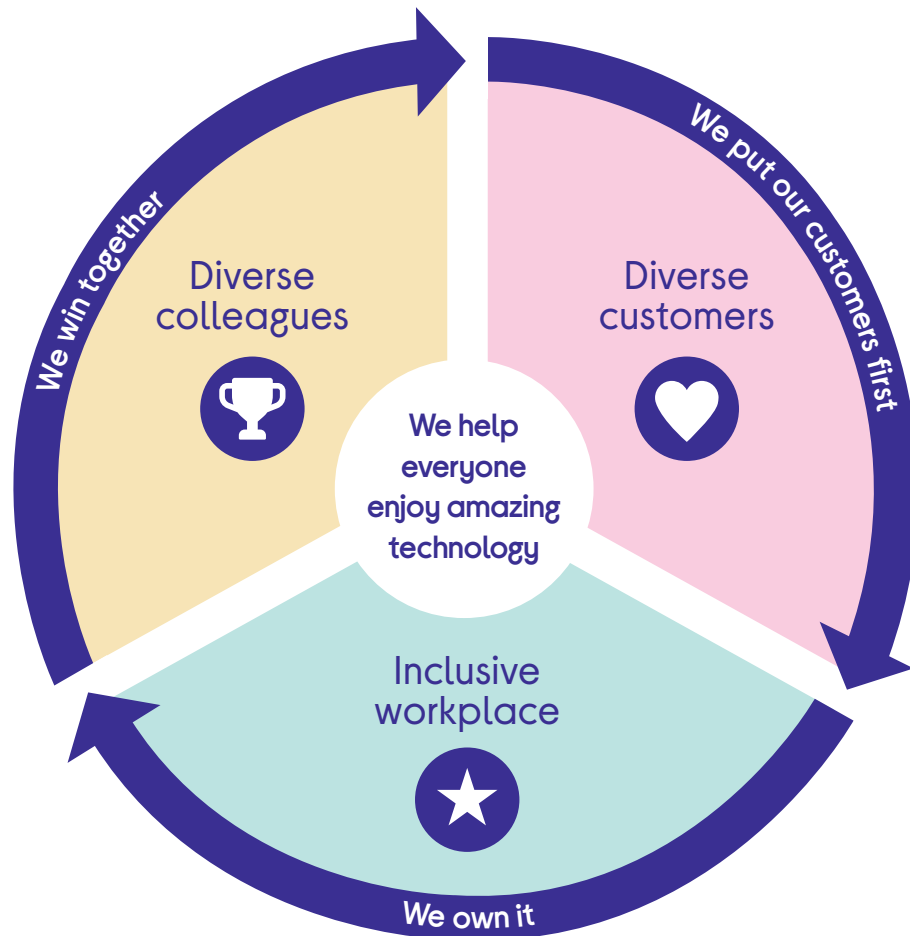 We win together
Diverse
colleagues
We put our customers first
Diverse
customers
We help
everyone
enjoy amazing
technology
Inclusive
workplace
We own it